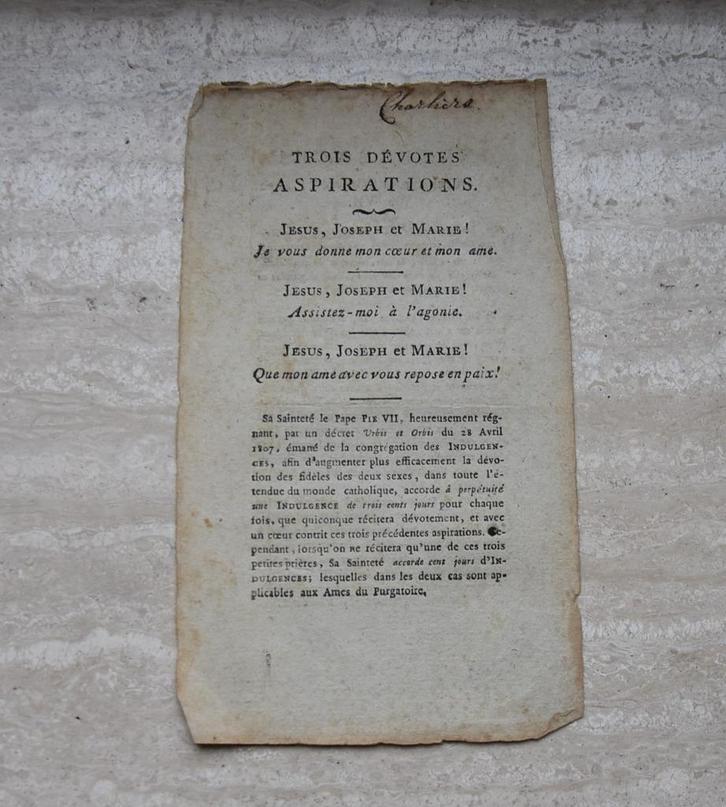 Charliers.
TROIS DÉVOTES
ASPIRATIONS.
JESUS, JOSEPH et MARIE!
Je vous donne mon cœur et mon ame.
JESUS, JOSEPH et MARIE!
Assistez-moi à l'agonie.
JESUS, JOSEPH et MARIE!
Que mon ame avec vous repose en paix!
Sa Sainteté le Pape PIE VII, heureusement rég-
nant, par un décret Urbis et Orbis du 28 Avril
1807, émané de la congrégation des INDULGEN-
CES, afin d'augmenter plus efficacement la dévo-
tion des fidéles des deux sexes, dans toute l'é-
tendue du monde catholique, accorde à perpétuité
une INDULGENCE de trois cents jours pour chaque
fois, que quiconque récitera dévotement, et avec
un cœur contrit ces trois précédentes aspirations. Ce-
pendant, lorsqu'on ne récitera qu'une de ces trois
petites prières, Sa Sainteté accorde cent jours d'IN-
DULGENCES; lesquelles dans les deux cas sont ap-
plicables aux Ames du Purgatoire,